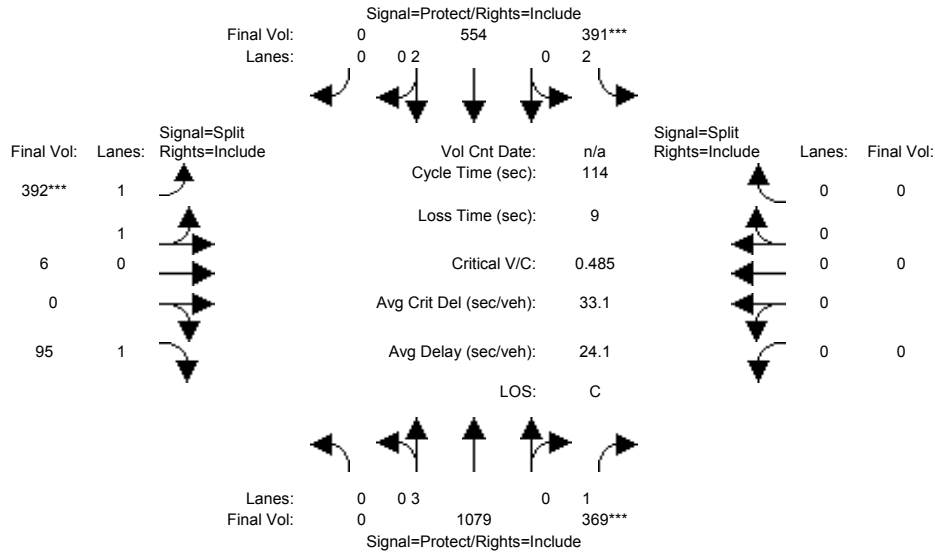 Signal=Protect/Rights=Include
Final Vol: 0 554 391***
Lanes: 0 0 2 0 2
Signal=Split
Final Vol: Lanes: Rights=Include
Vol Cnt Date: n/a
Signal=Split
Rights=Include Lanes: Final Vol:
392*** 1
Cycle Time (sec): 114
0 0
1
Loss Time (sec): 9
0
6 0
Critical V/C: 0.485
0 0
0
Avg Crit Del (sec/veh): 33.1
0
95 1
Avg Delay (sec/veh): 24.1
0 0
LOS: C
Lanes: 0 0 3 0 1
Final Vol: 0 1079 369***
Signal=Protect/Rights=Include